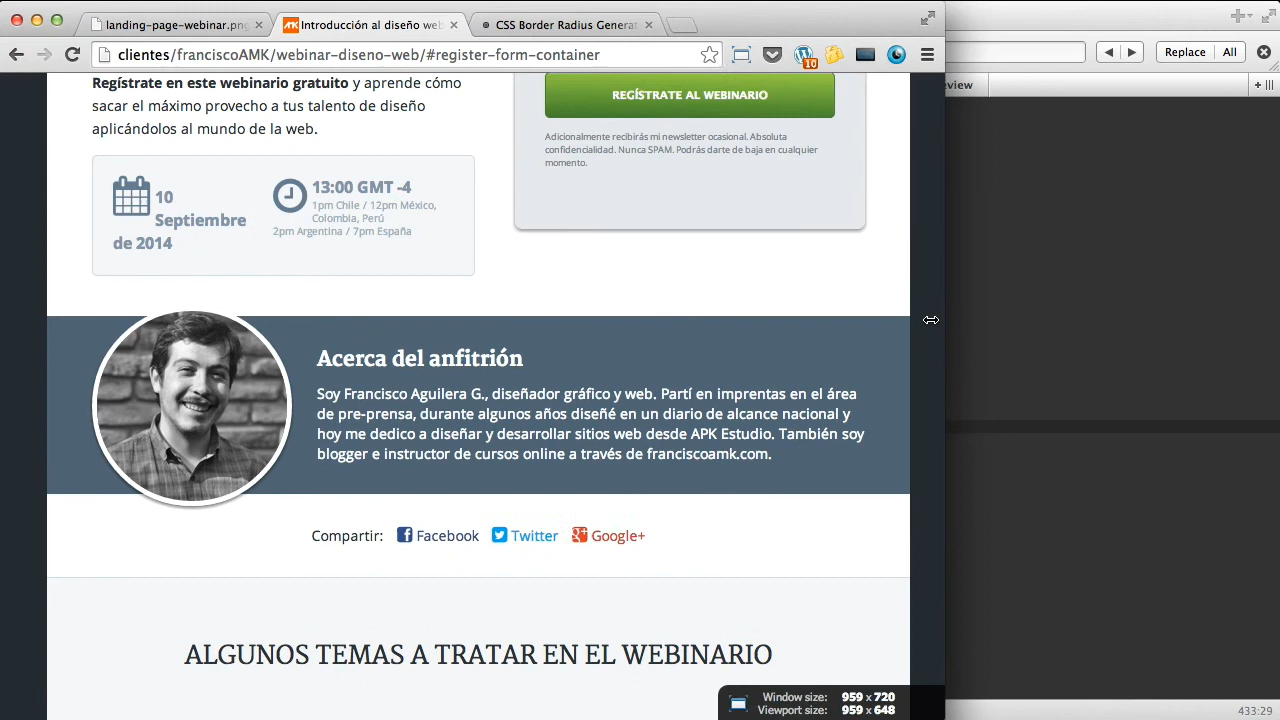 landing-page-webinar.png
Introducción al diseño web
CSS Border Radius Generat
clientes/franciscoAMK/webinar-diseno-web/#register-form-container
10
Replace
All
view
Regístrate en este webinario gratuito y aprende cómo
sacar el máximo provecho a tus talento de diseño
aplicándolos al mundo de la web.
REGÍSTRATE AL WEBINARIO
Adicionalmente recibirás mi newsletter ocasional. Absoluta
confidencialidad. Nunca SPAM. Podrás darte de baja en cualquier
momento.
10
Septiembre
de 2014
13:00 GMT -4
1pm Chile / 12pm México,
Colombia, Perú
2pm Argentina / 7pm España
Acerca del anfitrión
Soy Francisco Aguilera G., diseñador gráfico y web. Partí en imprentas en el área
de pre-prensa, durante algunos años diseñé en un diario de alcance nacional y
hoy me dedico a diseñar y desarrollar sitios web desde APK Estudio. También soy
blogger e instructor de cursos online a través de franciscoamk.com.
Compartir: Facebook Twitter Google+
ALGUNOS TEMAS A TRATAR EN EL WEBINARIO
Window size: 959 x 720
Viewport size: 959 x 648
433:29